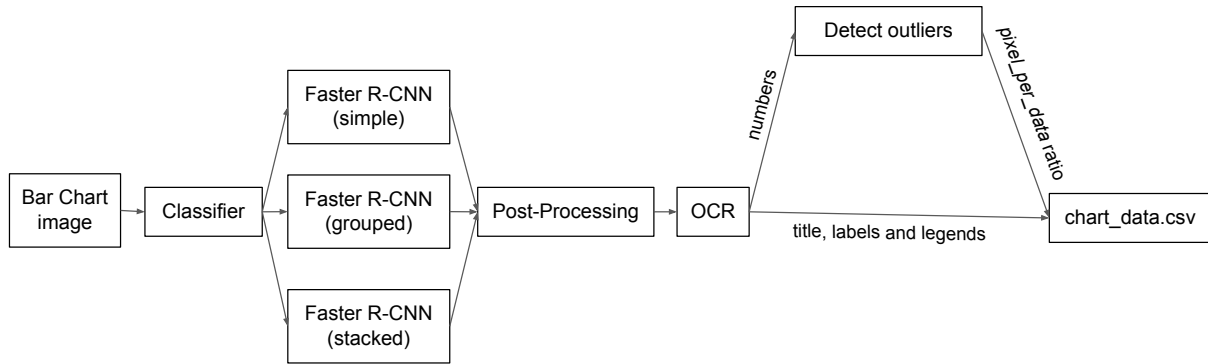 Bar Chart
image
Classifier
Faster R-CNN
(simple)
Faster R-CNN
(grouped)
Faster R-CNN
(stacked)
Post-Processing
OCR
numbers
Detect outliers
pixel_per_data ratio
title, labels and legends
chart_data.csv